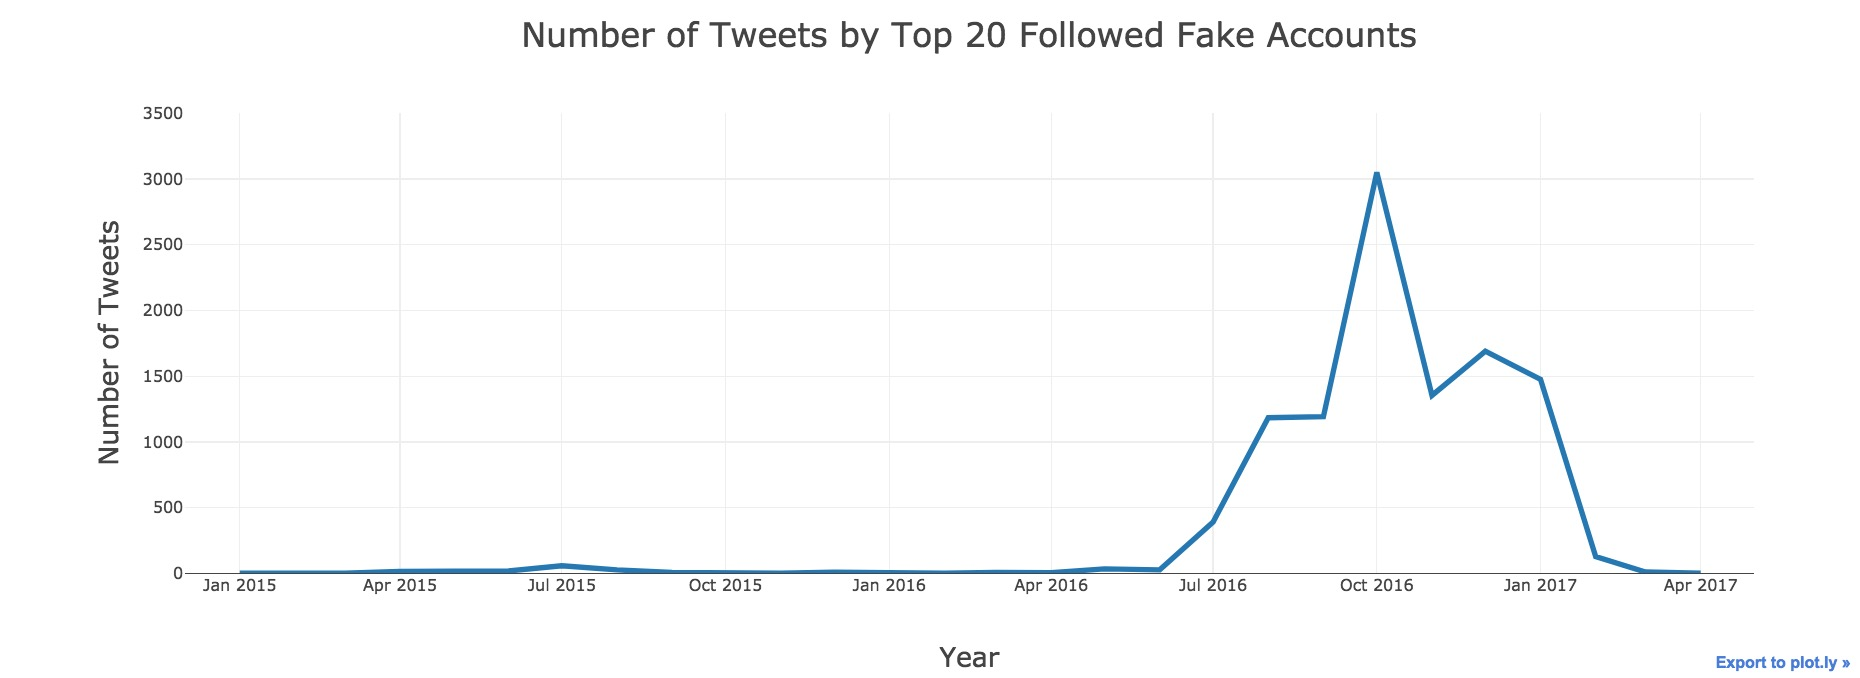 Number of Tweets by Top 20 Followed Fake Accounts
Number of Tweets
3500
3000
2500
2000
1500
1000
500
0
Jan 2015 Apr 2015 Jul 2015 Oct 2015 Jan 2016 Apr 2016 Jul 2016 Oct 2016 Jan 2017 Apr 2017
Year
Export to plot.ly »